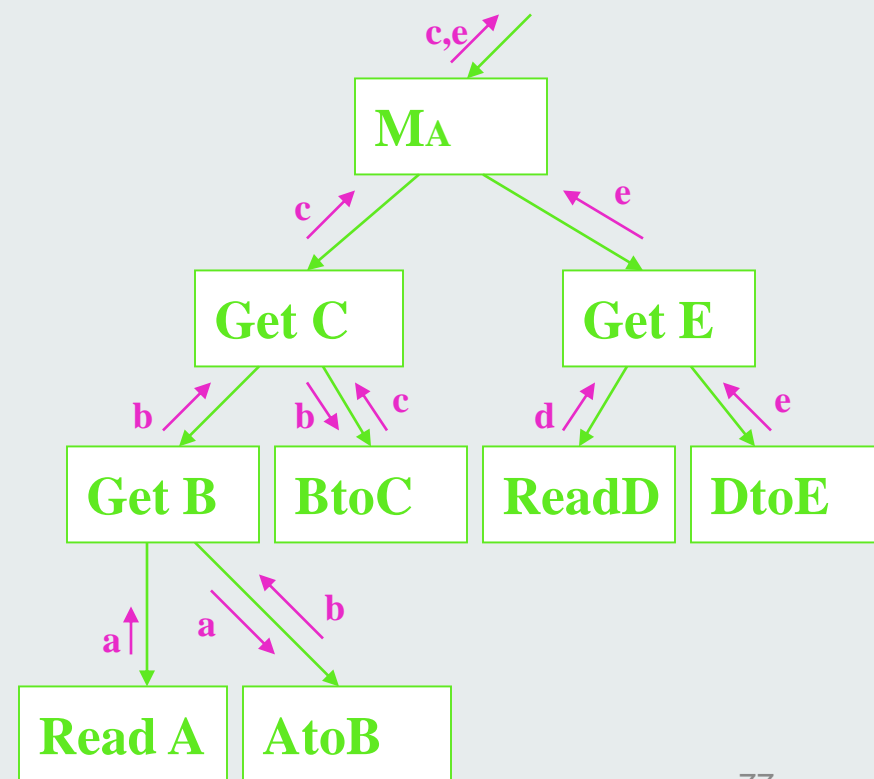 c,e
MA
c
e
Get C
Get E
b
b
c
d
e
Get B
BtoC
ReadD
DtoE
a
a
b
Read A
AtoB